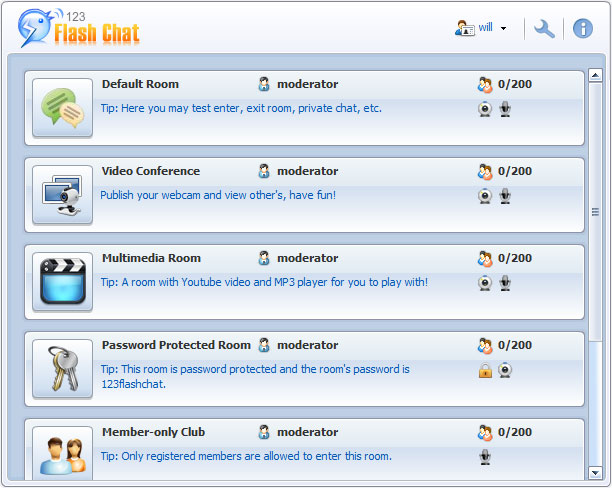 123
Flash Chat
will
Default Room moderator 0/200
Tip: Here you may test enter, exit room, private chat, etc.
Video Conference moderator 0/200
Publish your webcam and view other's, have fun!
Multimedia Room moderator 0/200
Tip: A room with Youtube video and MP3 player for you to play with!
Password Protected Room moderator 0/200
Tip: This room is password protected and the room's password is
123flashchat.
Member-only Club moderator 0/200
Tip: Only registered members are allowed to enter this room.